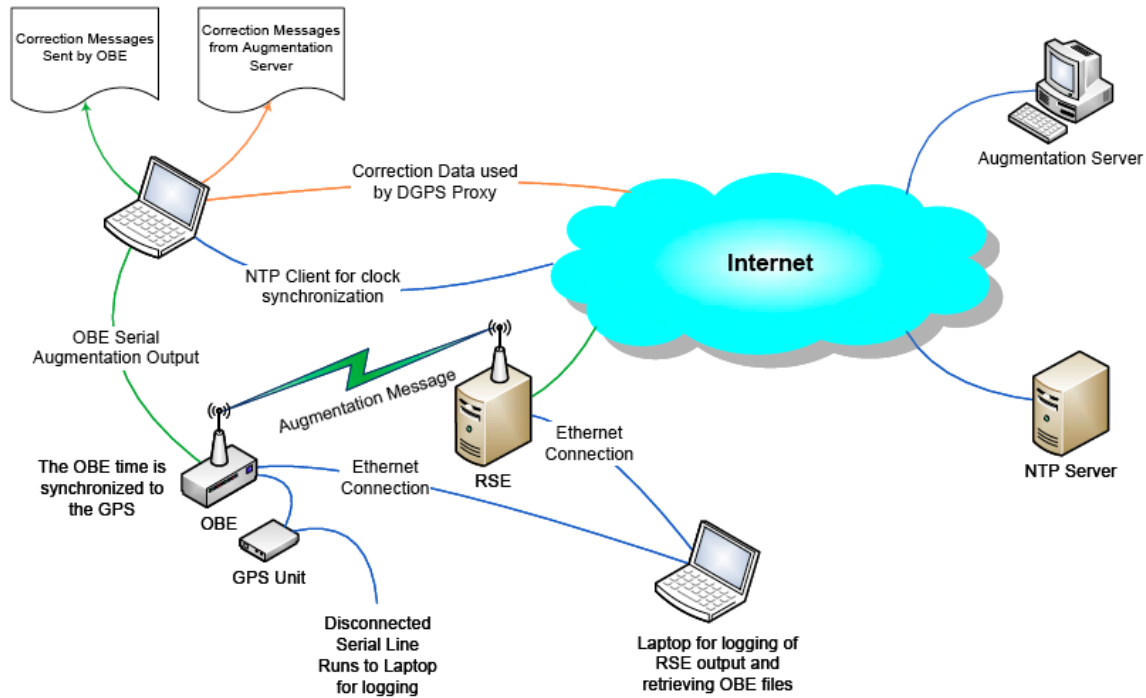 Correction Messages
Sent by OBE
Correction Messages
from Augmentation
Server
Augmentation Server
Correction Data used
by DGPS Proxy
Internet
NTP Client for clock
synchronization
OBE Serial
Augmentation Output
Augmentation Message
RSE
Ethernet
Connection
NTP Server
The OBE time is
synchronized to
the GPS
OBE
Ethernet
Connection
GPS Unit
Disconnected
Serial Line
Runs to Laptop
for logging
Laptop for logging of
RSE output and
retrieving OBE files